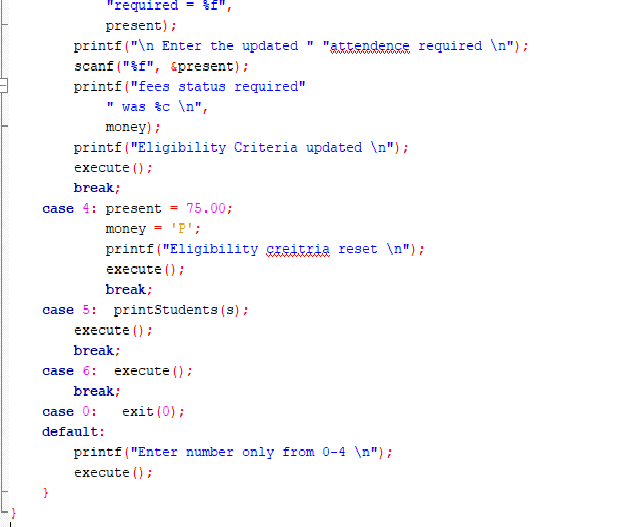 "required = %f",
present);
printf("\n Enter the updated " "attendence required \n");
scanf("%f", &present);
printf("fees status required"
" was %c \n",
money);
printf("Eligibility Criteria updated \n");
execute();
break;
case 4: present = 75.00;
money = 'P';
printf("Eligibility creitria reset \n");
execute();
break;
case 5:  printStudents(s);
execute();
break;
case 6:  execute();
break;
case 0:   exit(0);
default:
printf("Enter number only from 0-4 \n");
execute();
}
}